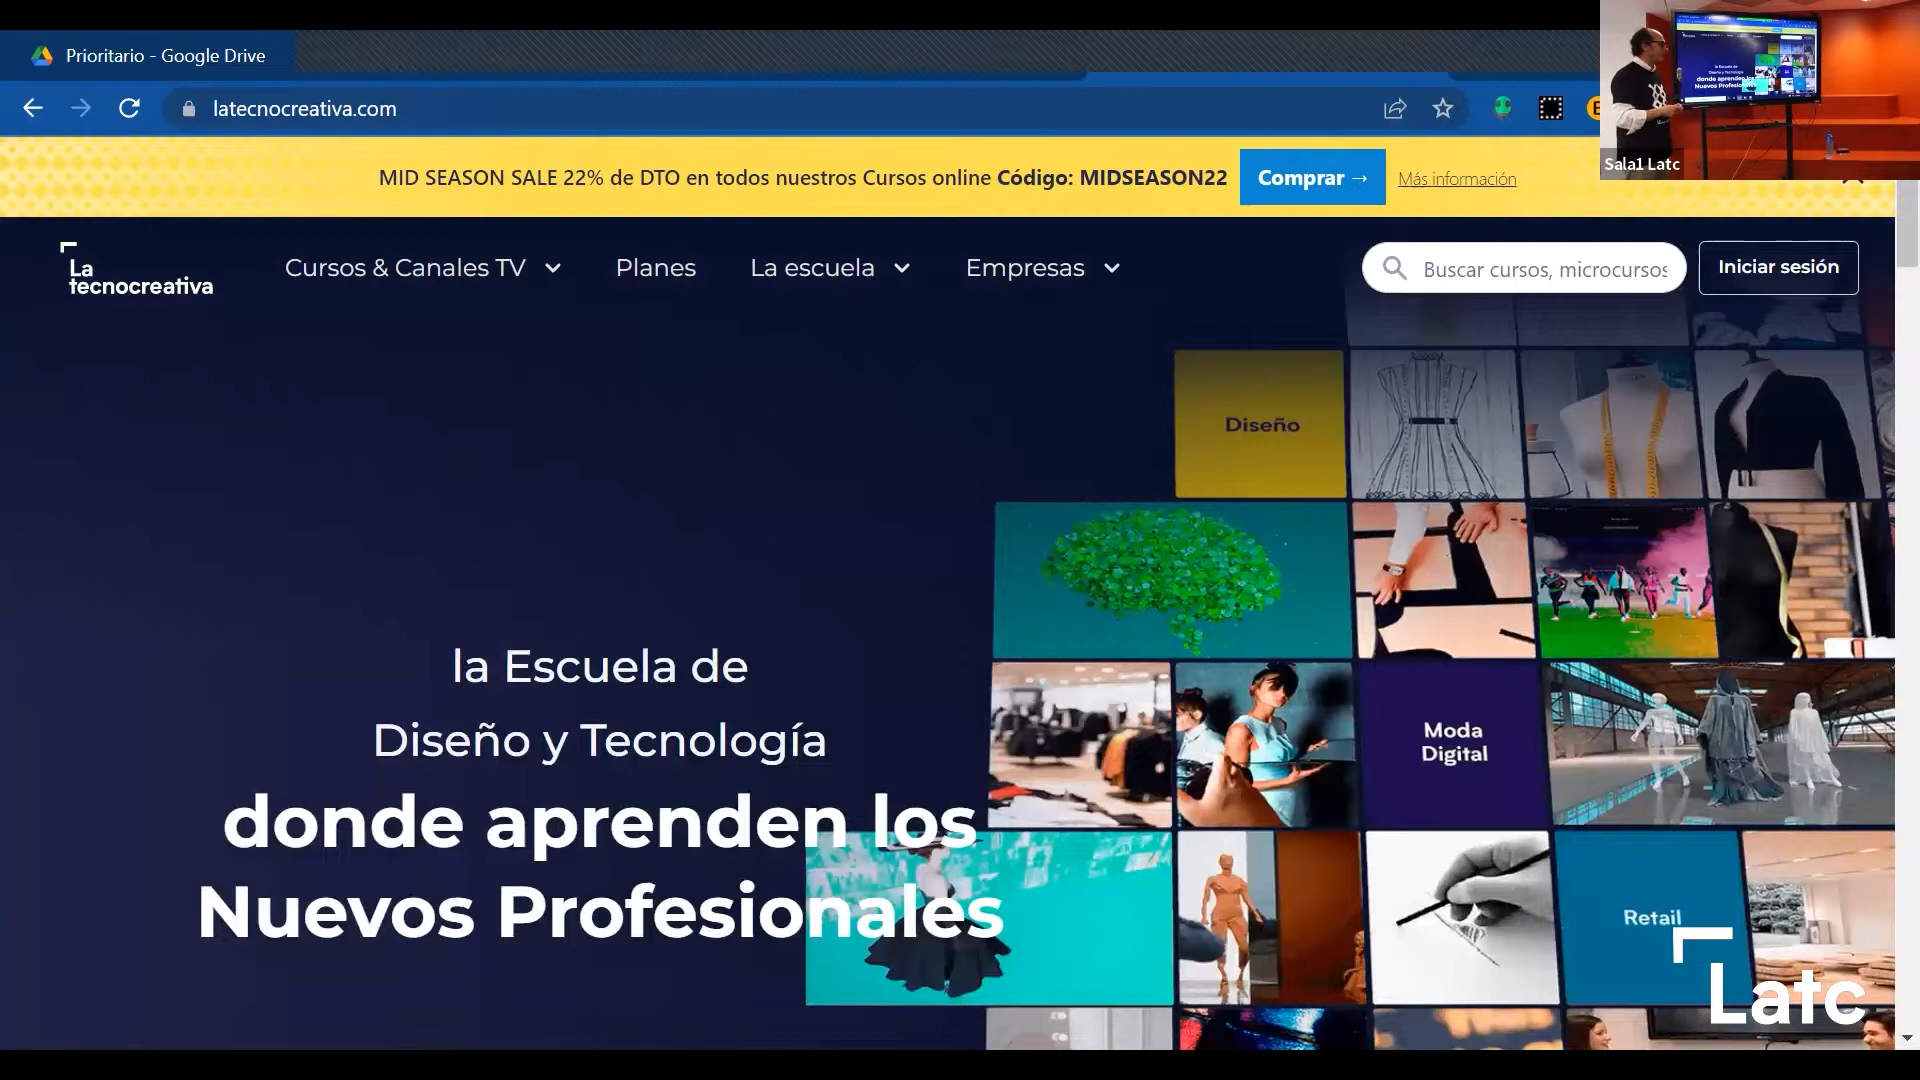 Prioritario - Google Drive
latecnocreativa.com
Sala1 Latc
MID SEASON SALE 22% de DTO en todos nuestros Cursos online Código: MIDSEASON22
Comprar →
Más información
La
tecnocreativa
Cursos & Canales TV
Planes
La escuela
Empresas
Buscar cursos, microcursos
Iniciar sesión
Diseño
la Escuela de
Diseño y Tecnología
donde aprenden los
Nuevos Profesionales
Moda
Digital
Retail
Latc